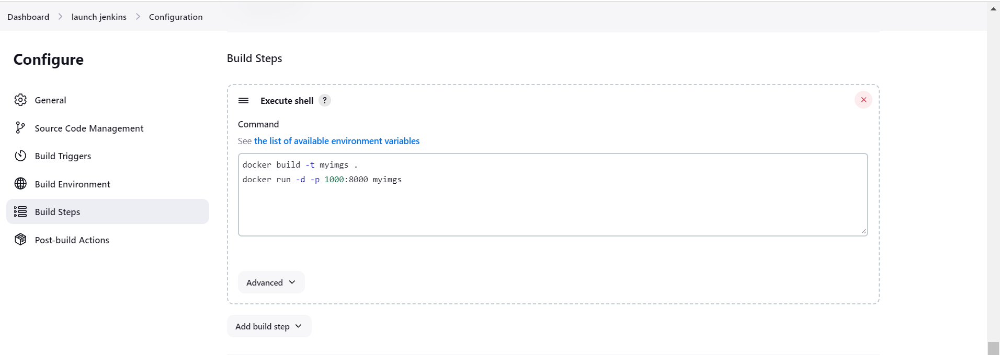 Dashboard > launch jenkins > Configuration
Configure
General
Source Code Management
Build Triggers
Build Environment
Build Steps
Post-build Actions
Build Steps
Execute shell ?
Command
See the list of available environment variables
docker build -t myimgs .
docker run -d -p 1000:8000 myimgs
Advanced
Add build step